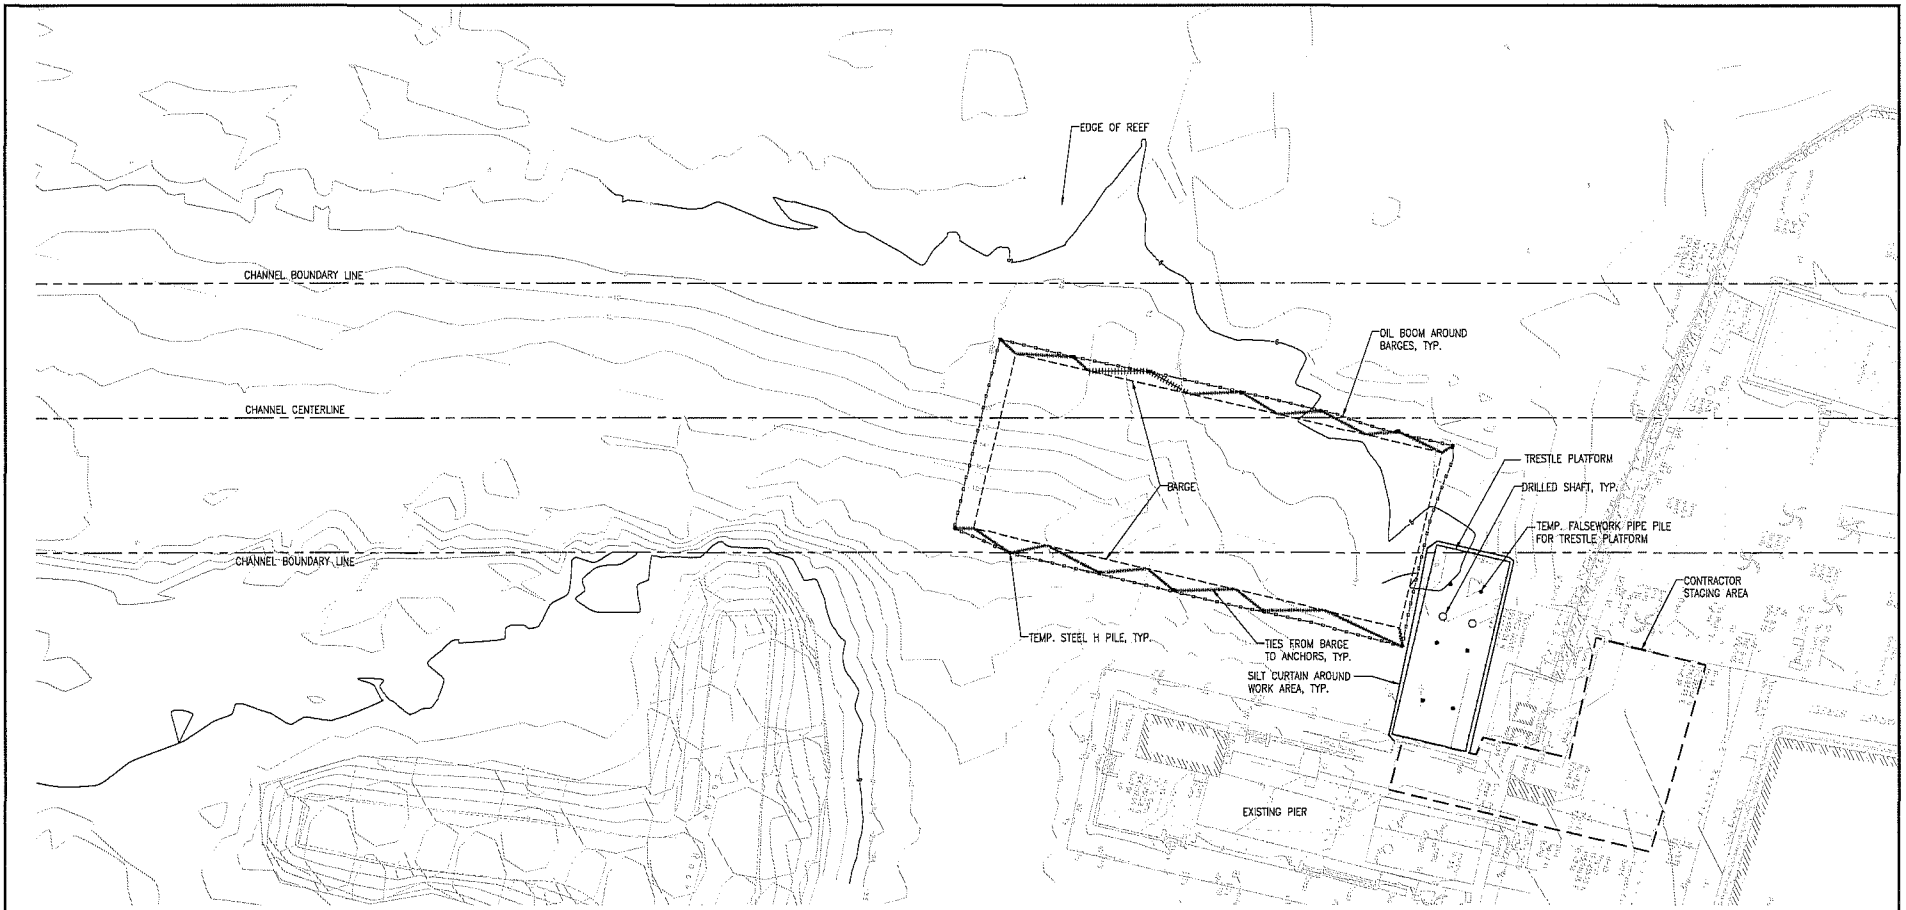 EDGE OF REEF
CHANNEL BOUNDARY LINE
OIL BOOM AROUND
BARGES, TYP.
CHANNEL CENTERLINE
TRESTLE PLATFORM
BARGE
DRILLED SHAFT, TYP.
TEMP. FALSEWORK PIPE PILE
FOR TRESTLE PLATFORM
CHANNEL BOUNDARY LINE
CONTRACTOR
STAGING AREA
TEMP. STEEL H PILE, TYP.
TIES FROM BARGE
TO ANCHORS, TYP.
SILT CURTAIN AROUND
WORK AREA, TYP.
EXISTING PIER